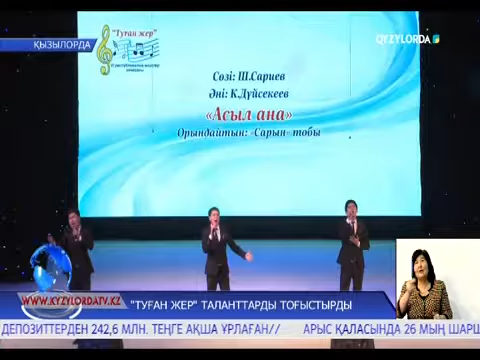 ҚЫЗЫЛОРДА
QYZYLORDA
"Туған жер"
Сөзі: Ш.Сариев
Әні: К.Дүйсекеев
«Асыл ана»
Орындайтын: «Сарын» тобы
WWW.KYZYLORDATV.KZ
"ТУҒАН ЖЕР" ТАЛАНТТАРДЫ ТОҒЫСТЫРДЫ
ДЕПОЗИТТЕРДЕН 242,6 МЛН. ТЕҢГЕ АҚША ҰРЛАҒАН// АРЫС ҚАЛАСЫНДА 26 МЫҢ ШАРШ